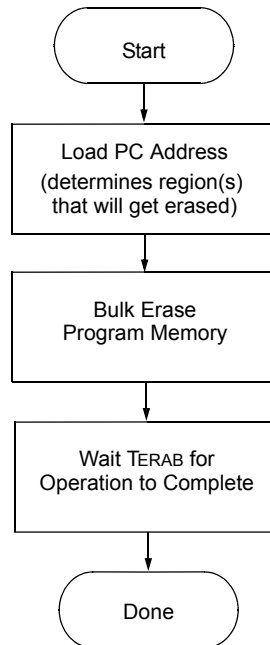 Start
Load PC Address
(determines region(s)
that will get erased)
Bulk Erase
Program Memory
Wait TERAB for
Operation to Complete
Done